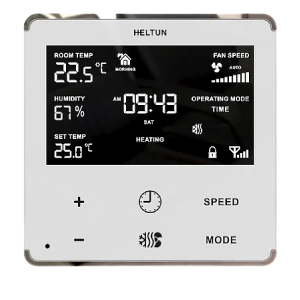 HELTUN
ROOM TEMP
22.5°C
MORNING
FAN SPEED
AUTO
HUMIDITY
67%
AM 09:43
SAT
OPERATING MODE
TIME
SET TEMP
25.0°C
HEATING
+
SPEED
−
MODE